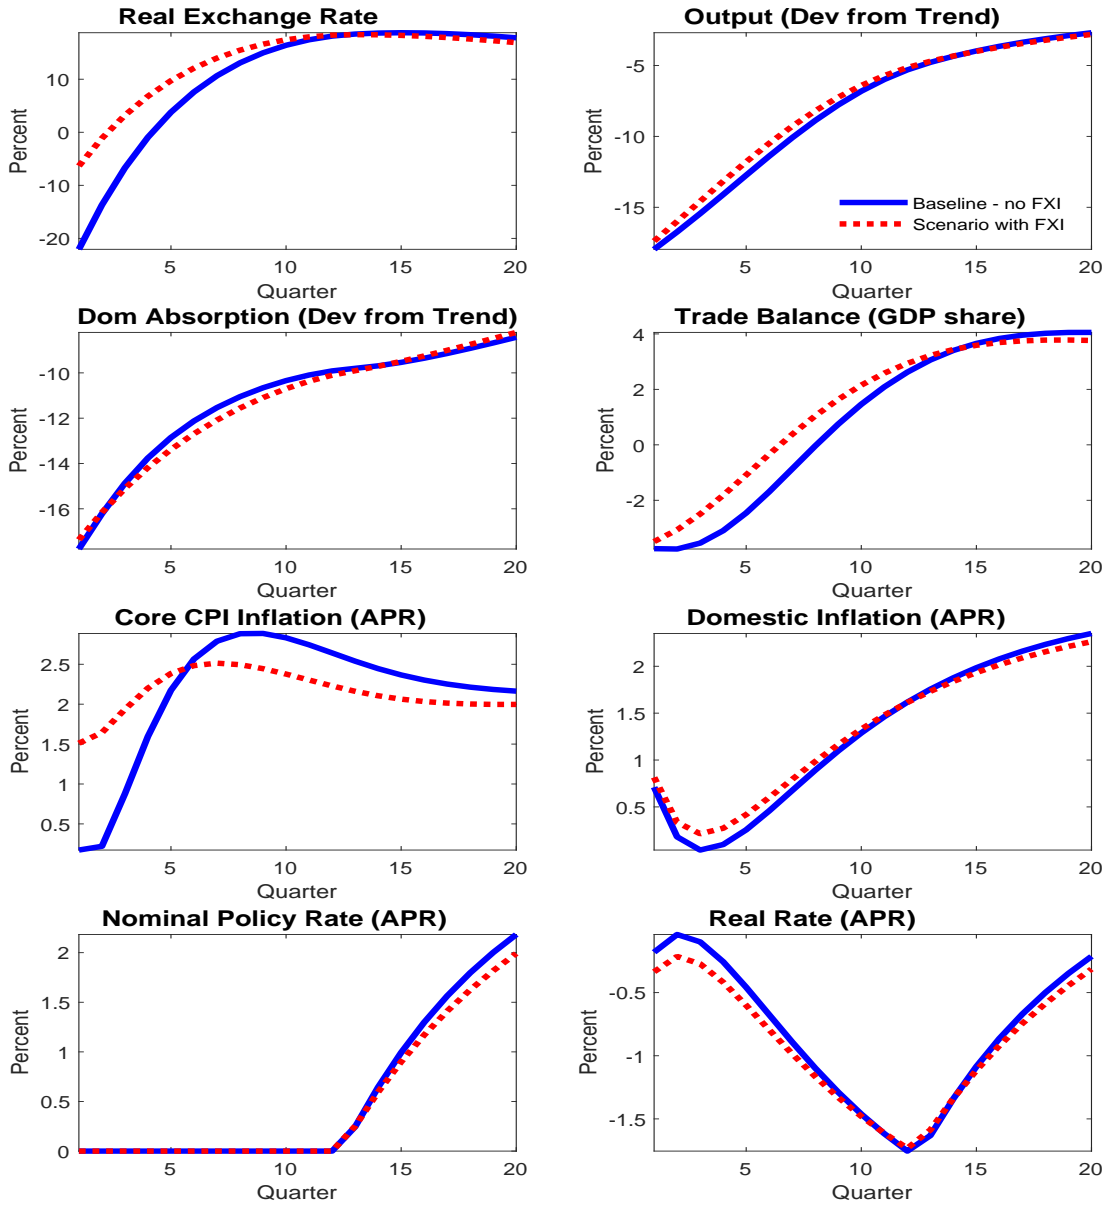 Real Exchange Rate
Percent
10
0
-10
-20
5 10 15 20
Quarter
Output (Dev from Trend)
Percent
-5
-10
-15
Baseline - no FXI
Scenario with FXI
5 10 15 20
Quarter
Dom Absorption (Dev from Trend)
Percent
-10
-12
-14
-16
5 10 15 20
Quarter
Trade Balance (GDP share)
Percent
4
2
0
-2
5 10 15 20
Quarter
Core CPI Inflation (APR)
Percent
2.5
2
1.5
1
0.5
5 10 15 20
Quarter
Domestic Inflation (APR)
Percent
2
1.5
1
0.5
5 10 15 20
Quarter
Nominal Policy Rate (APR)
Percent
2
1.5
1
0.5
0
5 10 15 20
Quarter
Real Rate (APR)
Percent
-0.5
-1
-1.5
5 10 15 20
Quarter